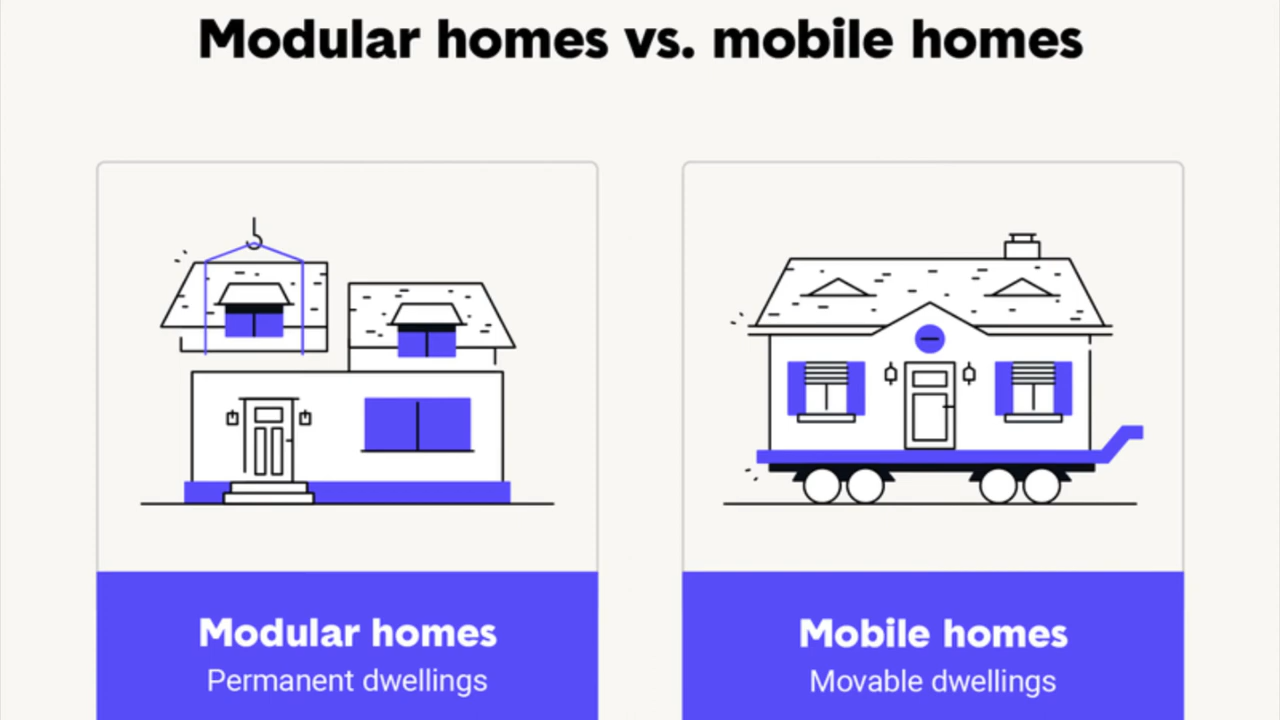 Modular homes vs. mobile homes
Modular homes
Permanent dwellings
Mobile homes
Movable dwellings